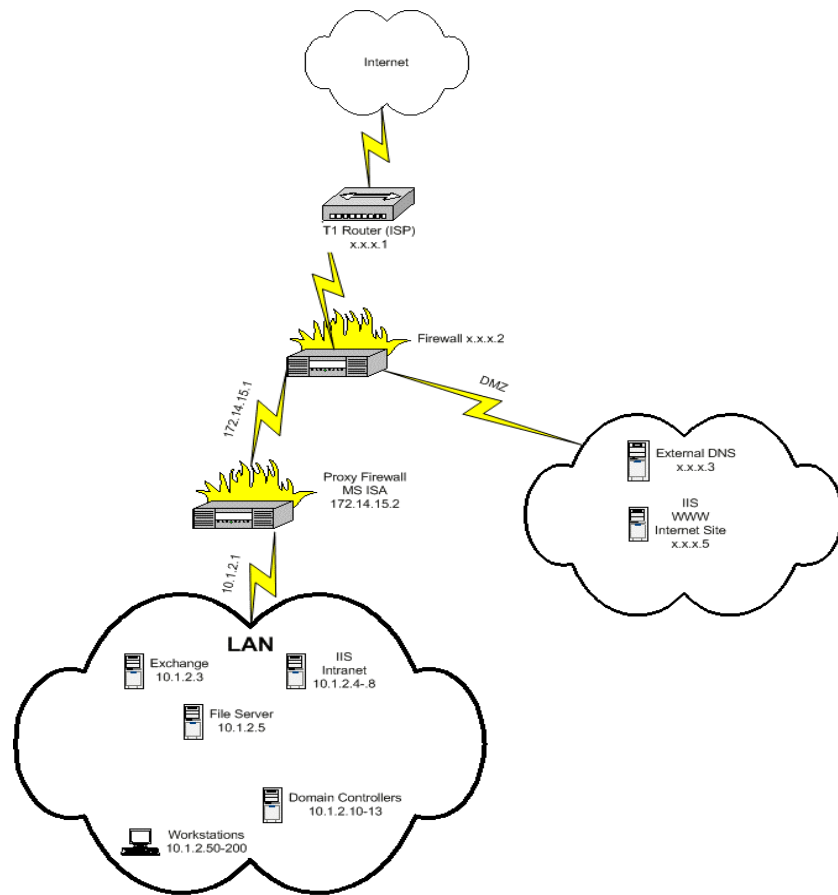 Internet
T1 Router (ISP)
x.x.x.1
Firewall x.x.x.2
172.14.15.1
DMZ
Proxy Firewall
MS ISA
172.14.15.2
External DNS
x.x.x.3
IIS
WWW
Internet Site
x.x.x.5
10.1.2.1
LAN
Exchange
10.1.2.3
IIS
Intranet
10.1.2.4-.8
File Server
10.1.2.5
Domain Controllers
10.1.2.10-13
Workstations
10.1.2.50-200